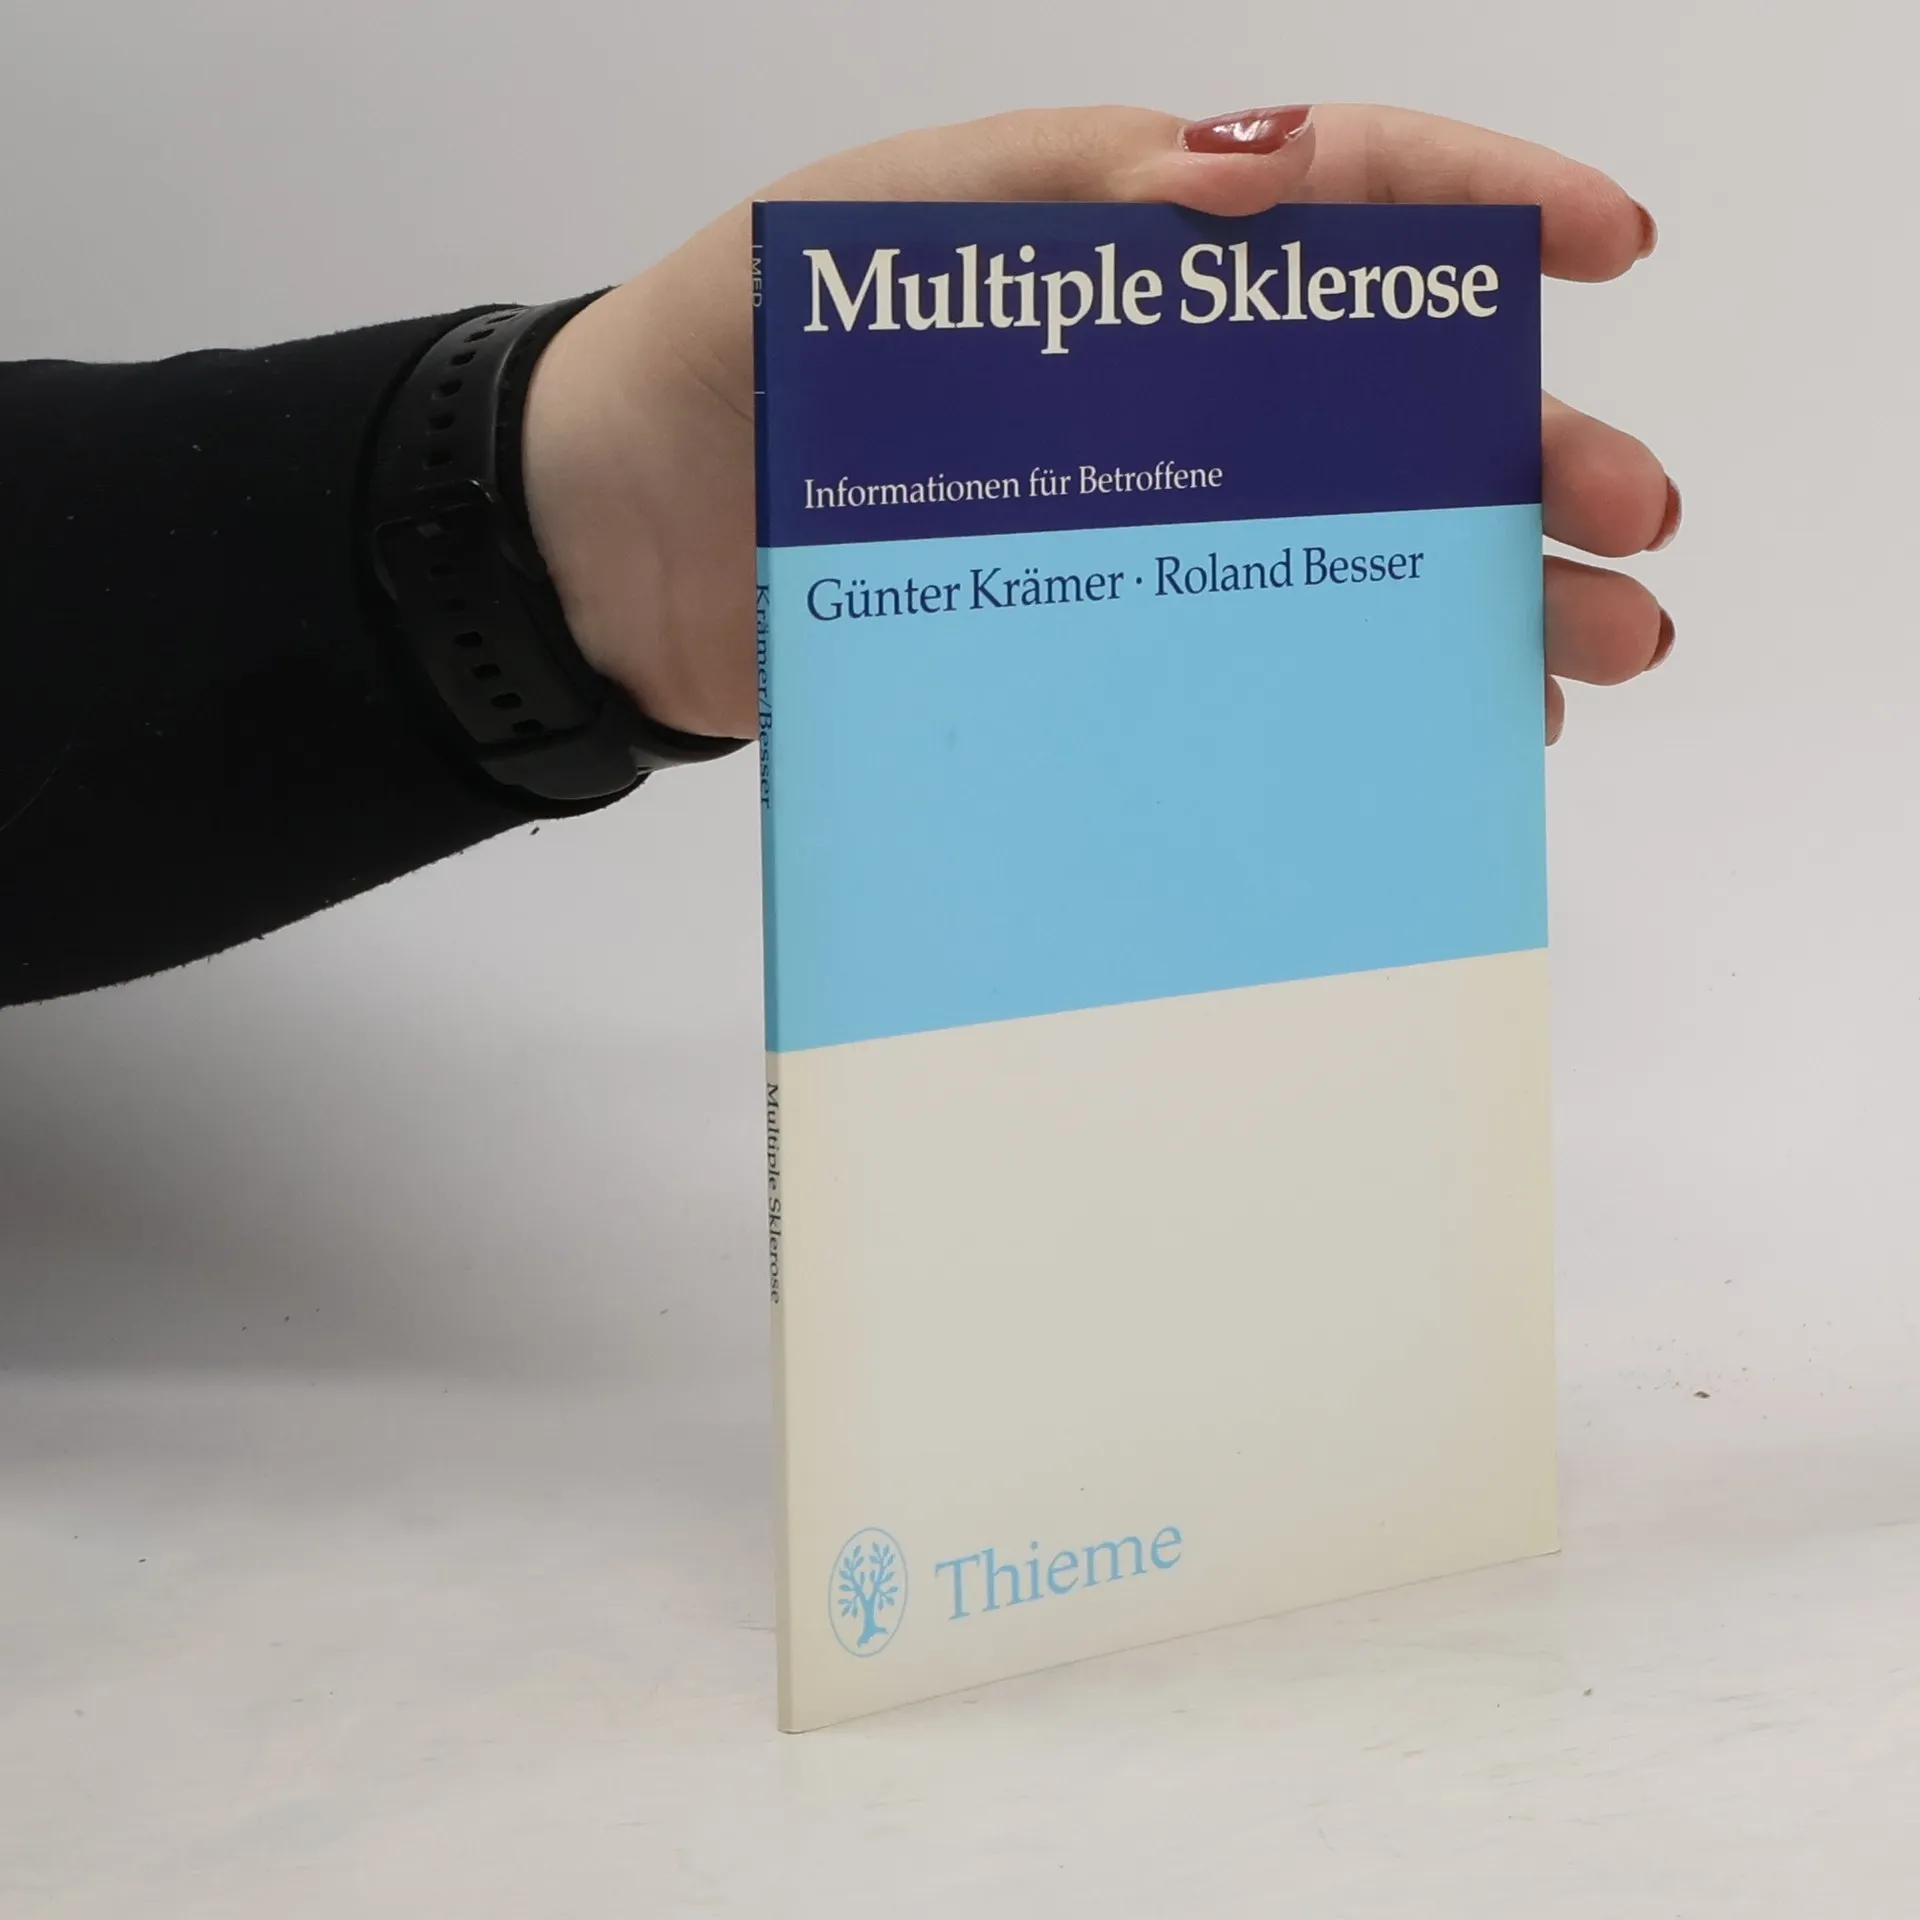 Multiple Sklerose
Informationen für Betroffene
Günter Krämer · Roland Besser
Thieme
Krämer/Besser
Multiple Sklerose